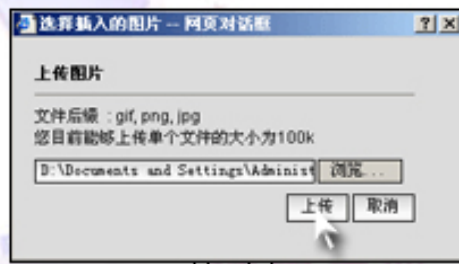 选择插入的图片 -- 网页对话框
上传图片
文件后缀 : gif, png, jpg
您目前能够上传单个文件的大小为100k
D:\Documents and Settings\Administ 浏览...
上传 取消